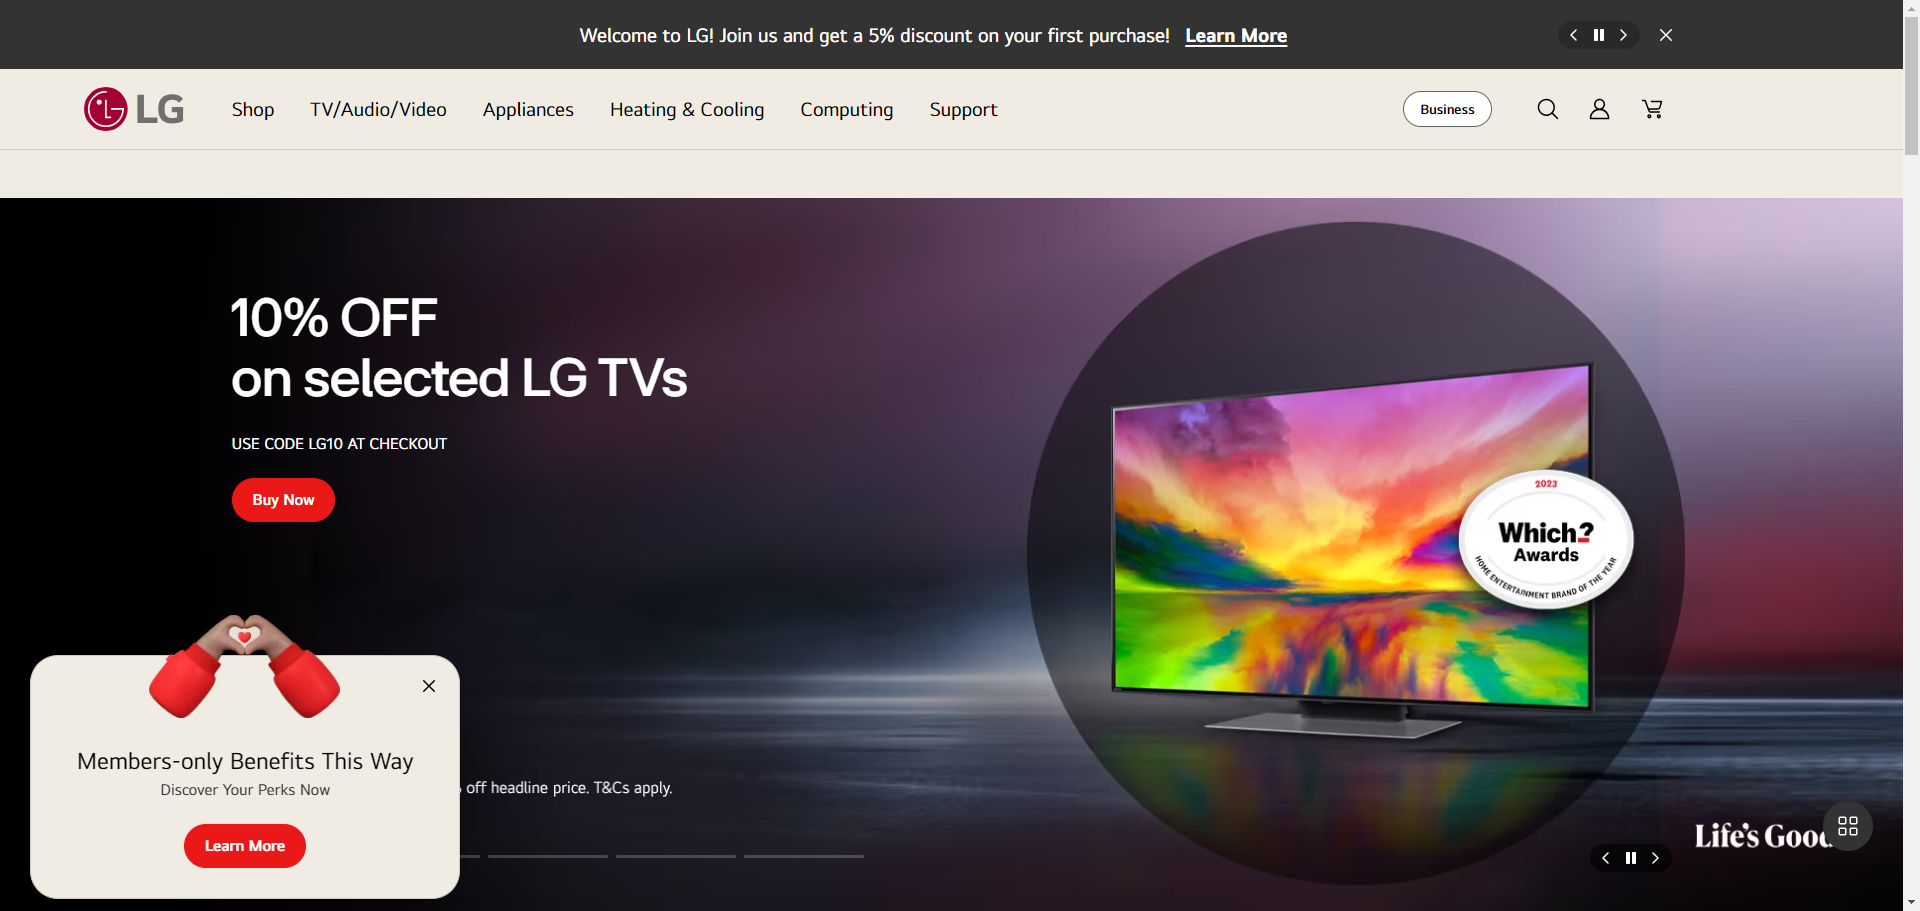 Welcome to LG! Join us and get a 5% discount on your first purchase! Learn More
LG
Shop TV/Audio/Video Appliances Heating & Cooling Computing Support
Business
10% OFF
on selected LG TVs
USE CODE LG10 AT CHECKOUT
Buy Now
2023
Which?
Awards
HOME ENTERTAINMENT BRAND OF THE YEAR
Members-only Benefits This Way
Discover Your Perks Now
Learn More
off headline price. T&Cs apply.
Life's Good